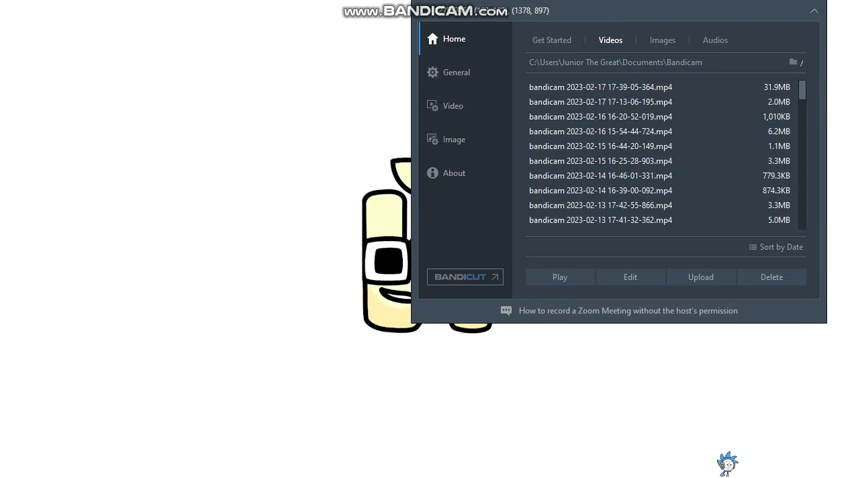 www.BANDICAM.com (1378, 897)
Home
General
Video
Image
About
BANDICUT
Get Started Videos Images Audios
C:\Users\Junior The Great\Documents\Bandicam /
bandicam 2023-02-17 17-39-05-364.mp4 31.9MB
bandicam 2023-02-17 17-13-06-195.mp4 2.0MB
bandicam 2023-02-16 16-20-52-019.mp4 1,010KB
bandicam 2023-02-16 15-54-44-724.mp4 6.2MB
bandicam 2023-02-15 16-44-20-149.mp4 1.1MB
bandicam 2023-02-15 16-25-28-903.mp4 3.3MB
bandicam 2023-02-14 16-46-01-331.mp4 779.3KB
bandicam 2023-02-14 16-39-00-092.mp4 874.3KB
bandicam 2023-02-13 17-42-55-866.mp4 3.3MB
bandicam 2023-02-13 17-41-32-362.mp4 5.0MB
Sort by Date
Play Edit Upload Delete
How to record a Zoom Meeting without the host's permission